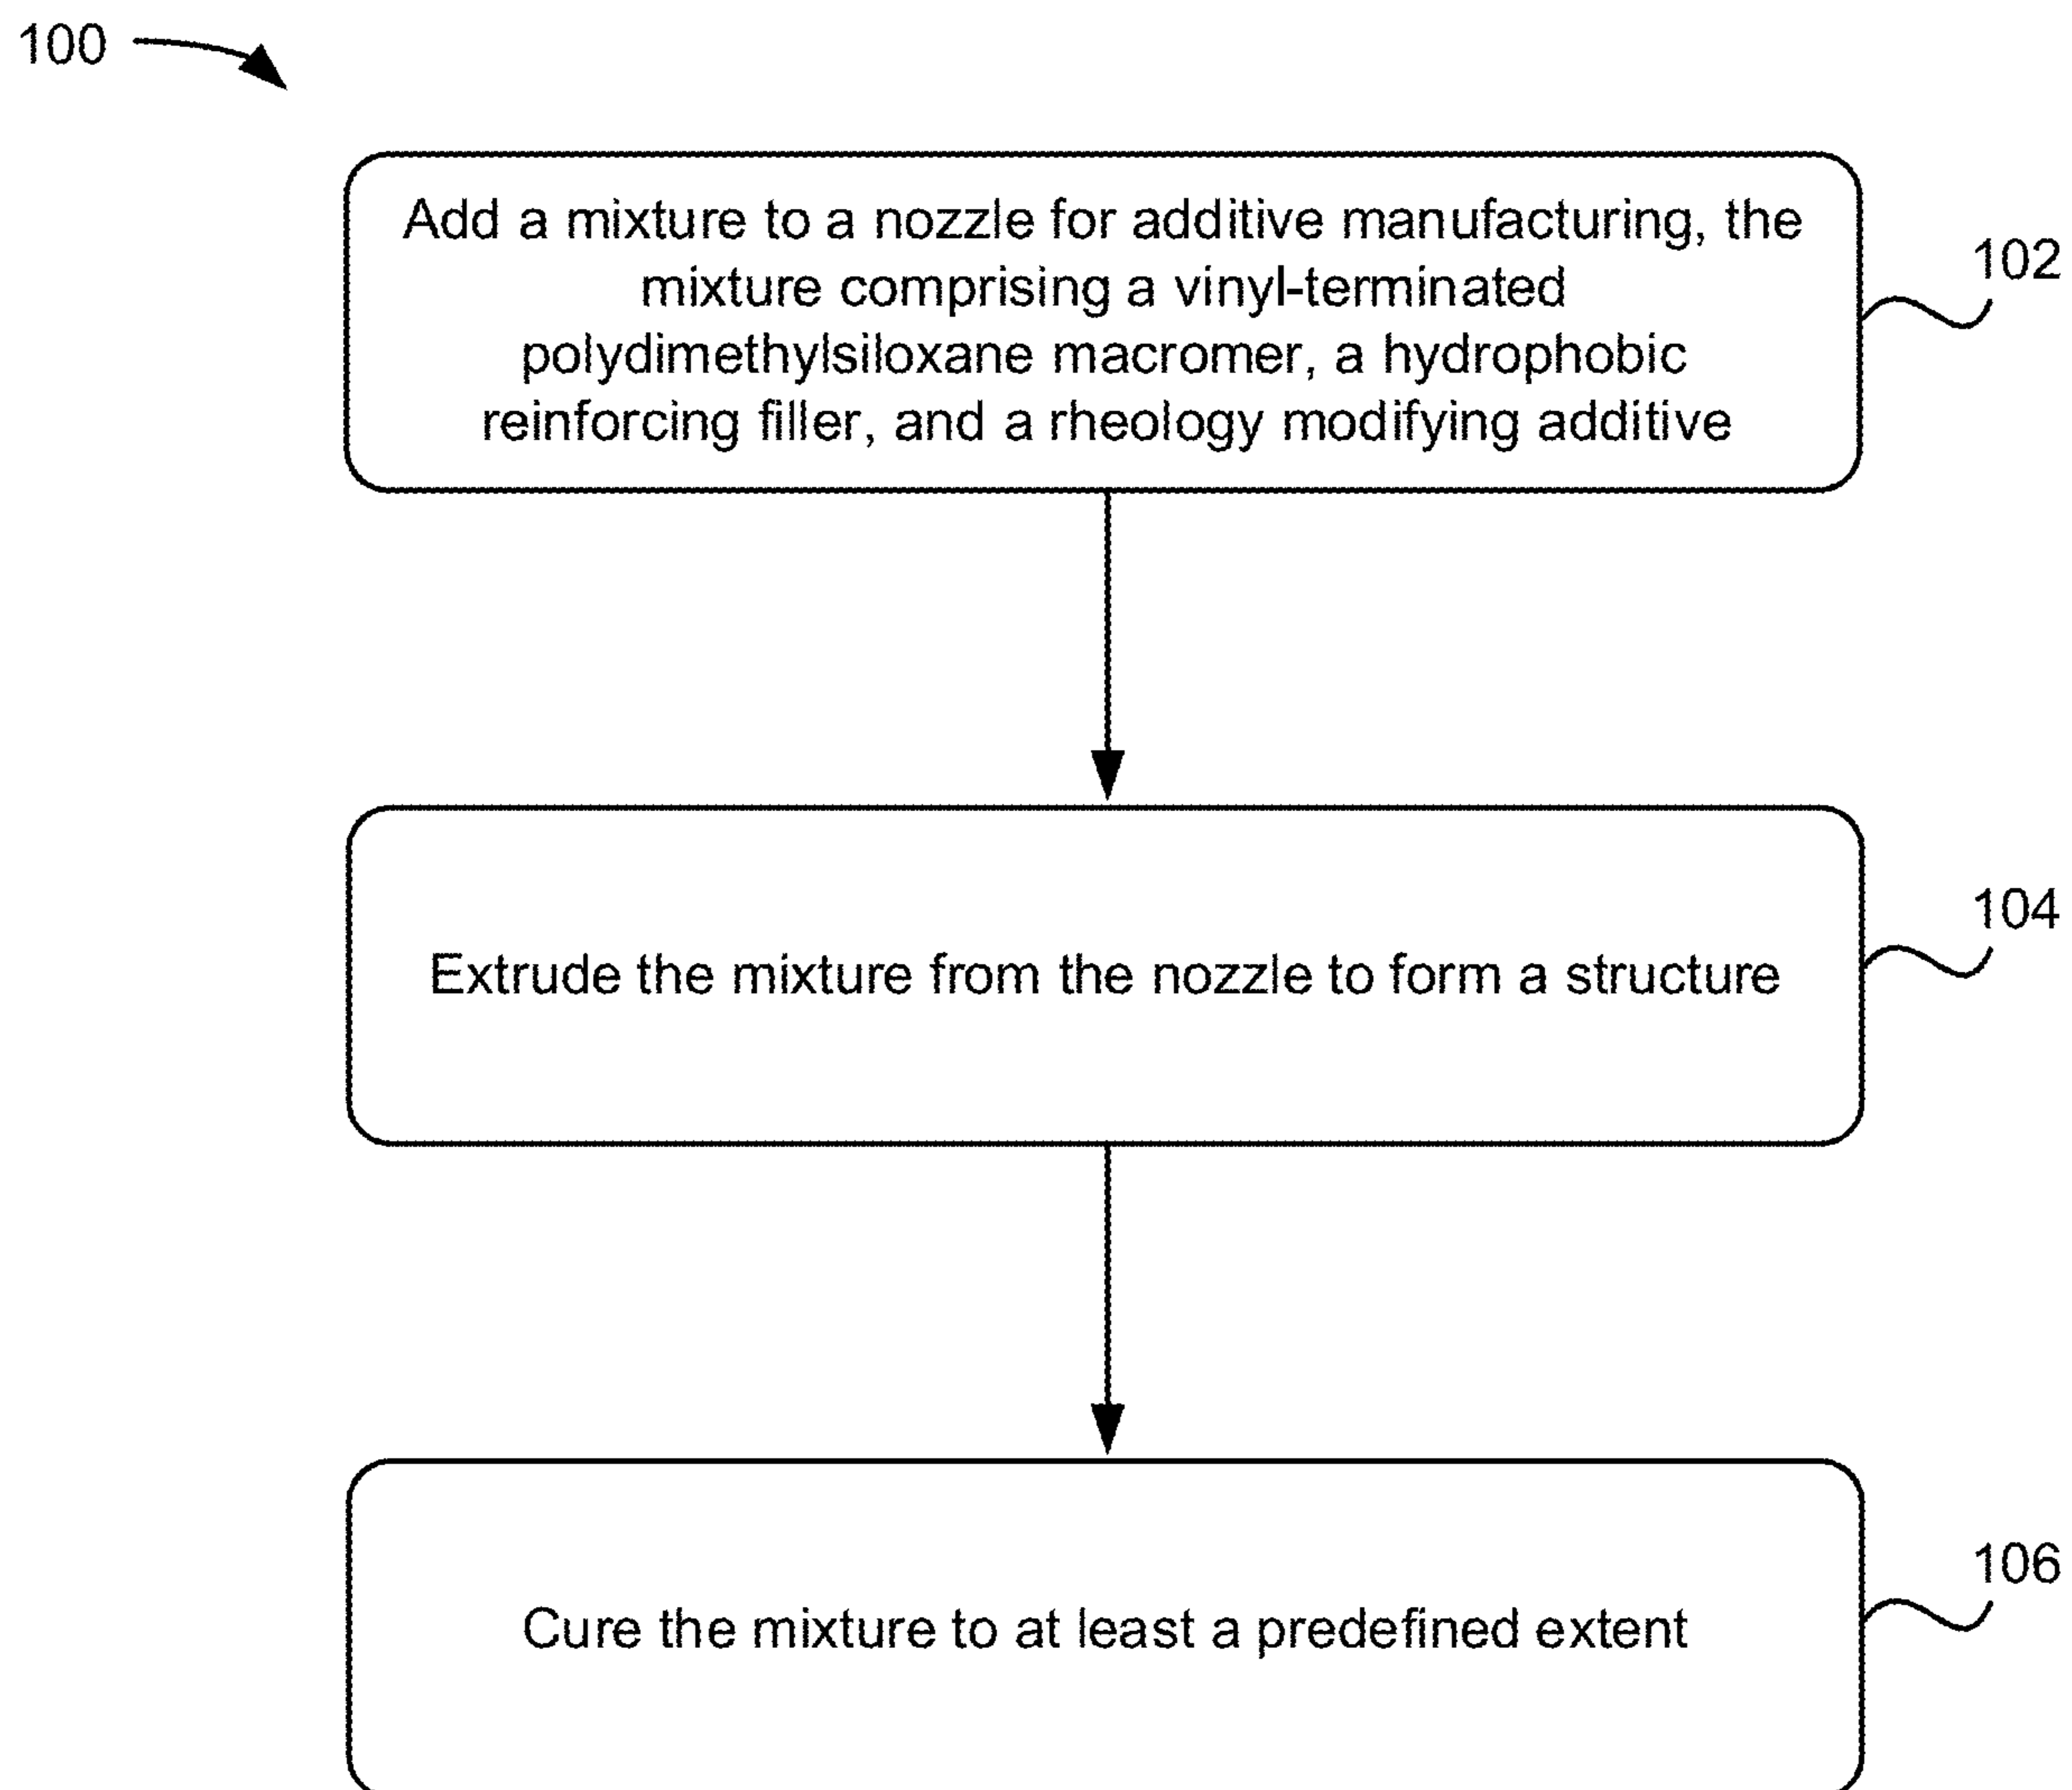 100
Add a mixture to a nozzle for additive manufacturing, the
mixture comprising a vinyl-terminated
polydimethylsiloxane macromer, a hydrophobic
reinforcing filler, and a rheology modifying additive
102
Extrude the mixture from the nozzle to form a structure
104
Cure the mixture to at least a predefined extent
106